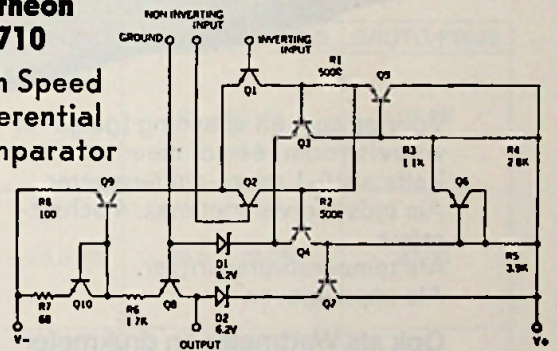 theon
710
n Speed
erential
mparator
NON INVERTING
INPUT
GROUND
INVERTING
INPUT
R1
500Ω
Q5
Q1
Q3
R3
1.1K
R4
2.8K
R8
100
Q9
Q2
R2
500Ω
Q6
Q4
D1
6.2V
R5
3.9K
R7
68
Q10
R6
1.7K
Q8
D2
6.2V
Q7
V-
OUTPUT
V+